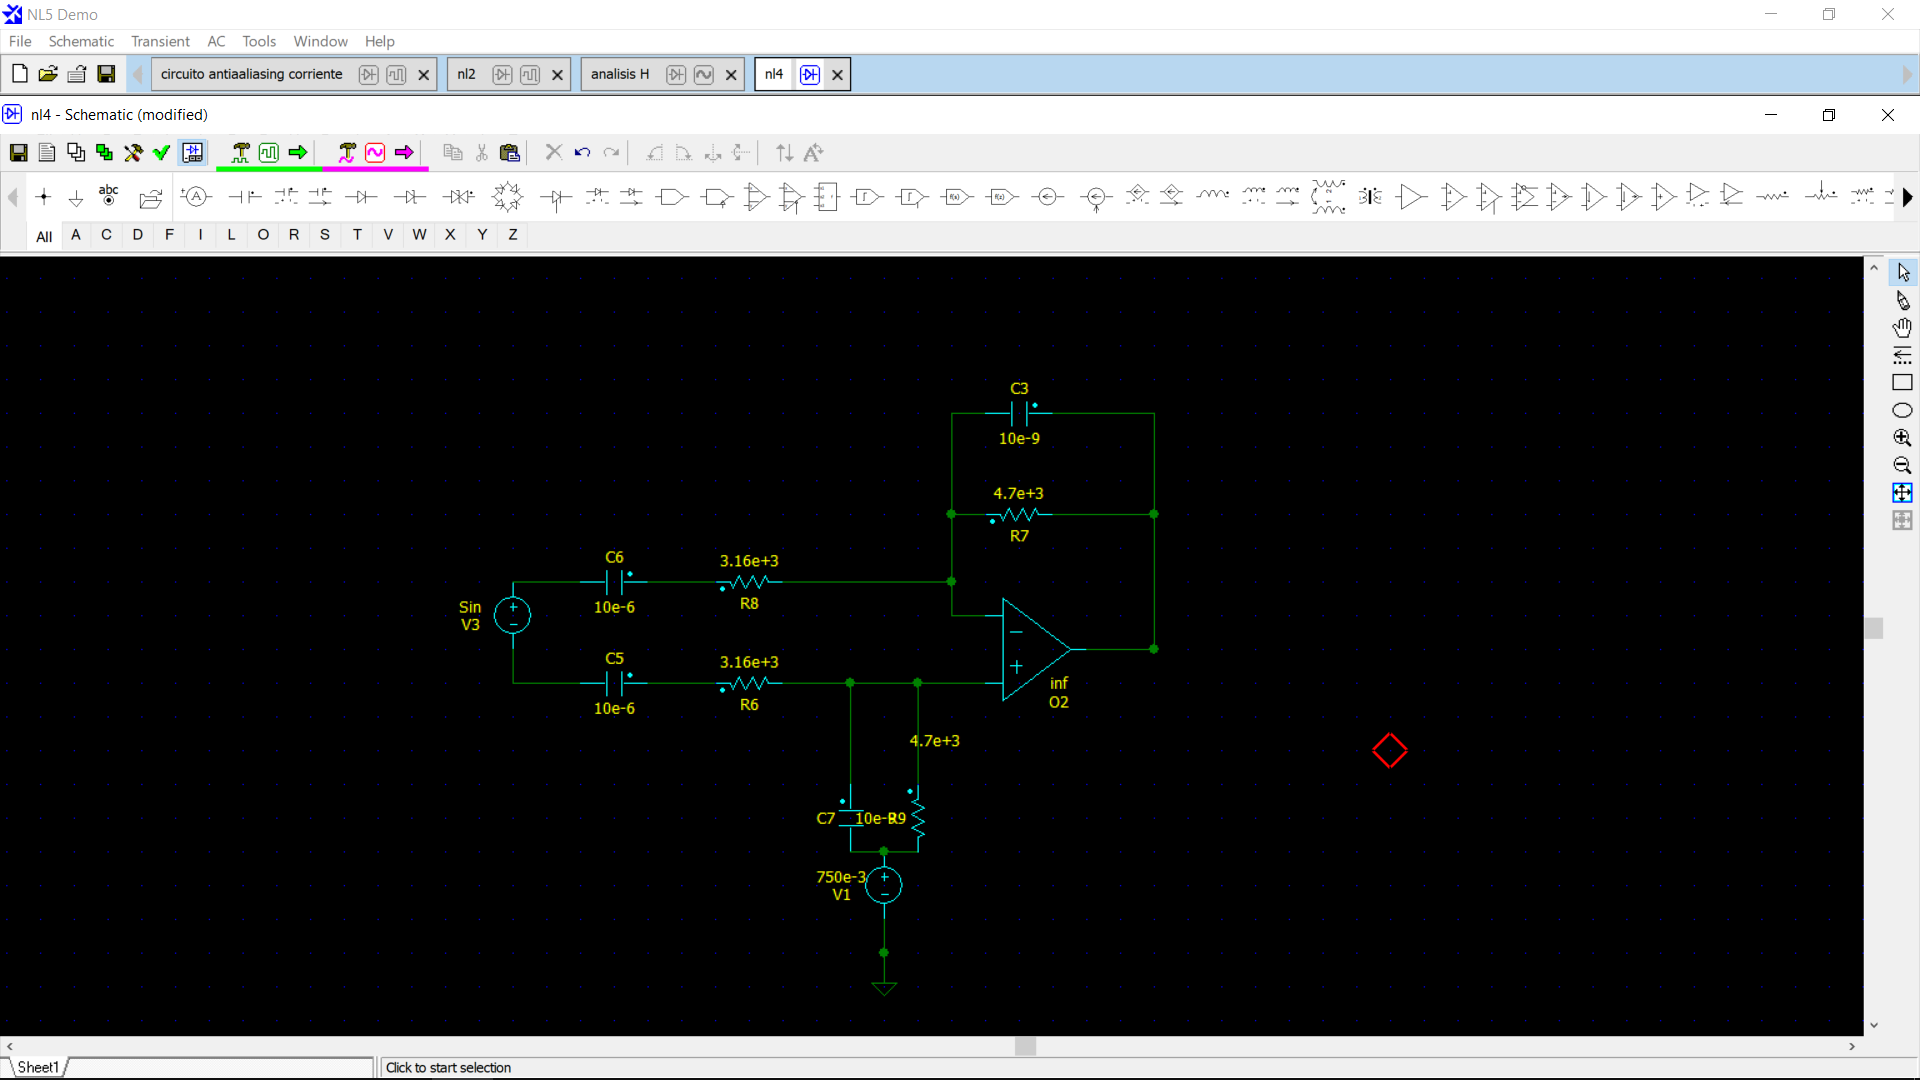 NL5 Demo
File Schematic Transient AC Tools Window Help
circuito antiaaliasing corriente nl2 analisis H nl4
nl4 - Schematic (modified)
abc
All A C D F I L O R S T V W X Y Z
C3
10e-9
4.7e+3
R7
C6
10e-6
3.16e+3
R8
Sin
V3
C5
10e-6
3.16e+3
R6
inf
O2
4.7e+3
C7 10e-9 R9
750e-3
V1
Sheet1 Click to start selection